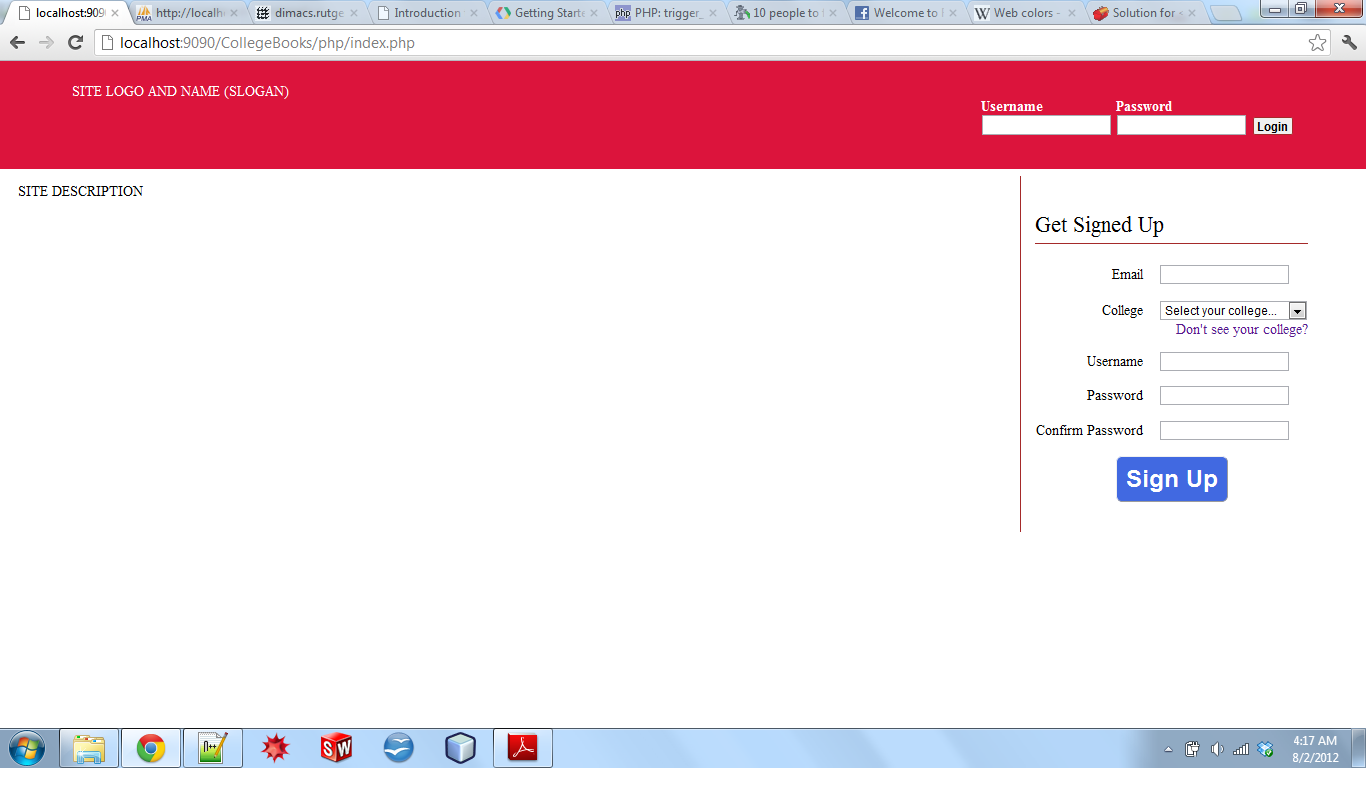 localhost:909
http://localh
dimacs.rutge
Introduction
Getting Starte
php PHP: trigger_
10 people to
Welcome to
W Web colors -
Solution for
localhost:9090/CollegeBooks/php/index.php
SITE LOGO AND NAME (SLOGAN)
Username Password
Login
SITE DESCRIPTION
Get Signed Up
Email
College Select your college...
Don't see your college?
Username
Password
Confirm Password
Sign Up
4:17 AM
8/2/2012